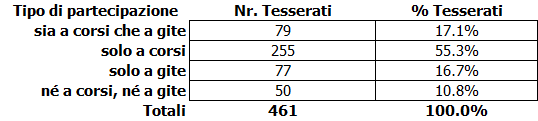 Tipo di partecipazione Nr. Tesserati % Tesserati
sia a corsi che a gite 79 17.1%
solo a corsi 255 55.3%
solo a gite 77 16.7%
né a corsi, né a gite 50 10.8%
Totali 461 100.0%